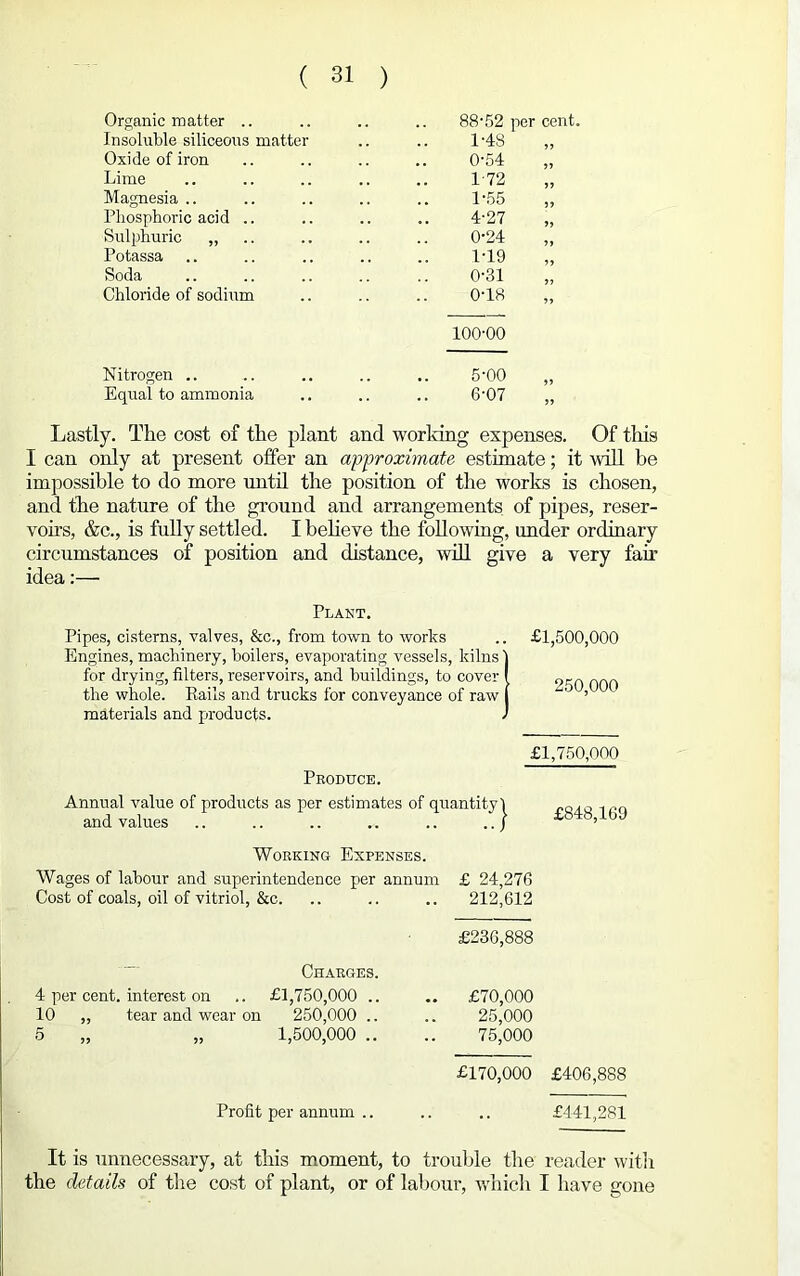 ( 31 )
Organic matter .. .. .. .. 88·52 per cent.
Insoluble siliceous matter .. .. 1·48 „
Oxide of iron .. .. .. .. 0·54 „
Lime .. .. .. .. .. 1·72 „
Magnesia .. .. .. .. .. 1·55 „
Phosphoric acid .. .. .. .. 4·27 „
Sulphuric „ .. .. .. .. 0·24 „
Potassa .. .. .. .. .. 1·19 „
Soda .. .. .. .. .. 0·31 „
Chloride of sodium .. .. .. 0·18 „
100·00
Nitrogen .. .. .. .. .. 5·00 „
Equal to ammonia .. .. .. 6·07 „
Lastly. The cost of the plant and working expenses. Of this
I can only at present offer an approximate estimate; it will be
impossible to do more until the position of the works is chosen,
and the nature of the ground and arrangements of pipes, reser-
voirs, &c., is fully settled. I believe the following, under ordinary
circumstances of position and distance, will give a very fair
idea:—
PLANT.
Pipes, cisterns, valves, &c., from town to works .. £1,500,000
Engines, machinery, boilers, evaporating vessels, kilns
for drying, filters, reservoirs, and buildings, to cover
the whole. Rails and trucks for conveyance of raw
materials and products. } 250,000
£1,750,000
PRODUCE.
Annual value of products as per estimates of quantity
and values .. .. .. .. .. .. } £848,169
WORKING EXPENSES.
Wages of labour and superintendence per annum £ 24,276
Cost of coals, oil of vitriol, &c. .. .. .. 212,612
£236,888
CHARGES.
4 per cent. interest on .. £1,750,000 .. .. £70,000
10 „ tear and wear on 250,000 .. .. 25,000
5 „ „ 1,500,000 .. .. 75,000
£170,000 £406,888
Profit per annum .. .. .. £441,281
It is unnecessary, at this moment, to trouble the reader with
the details of the cost of plant, or of labour, which I have gone